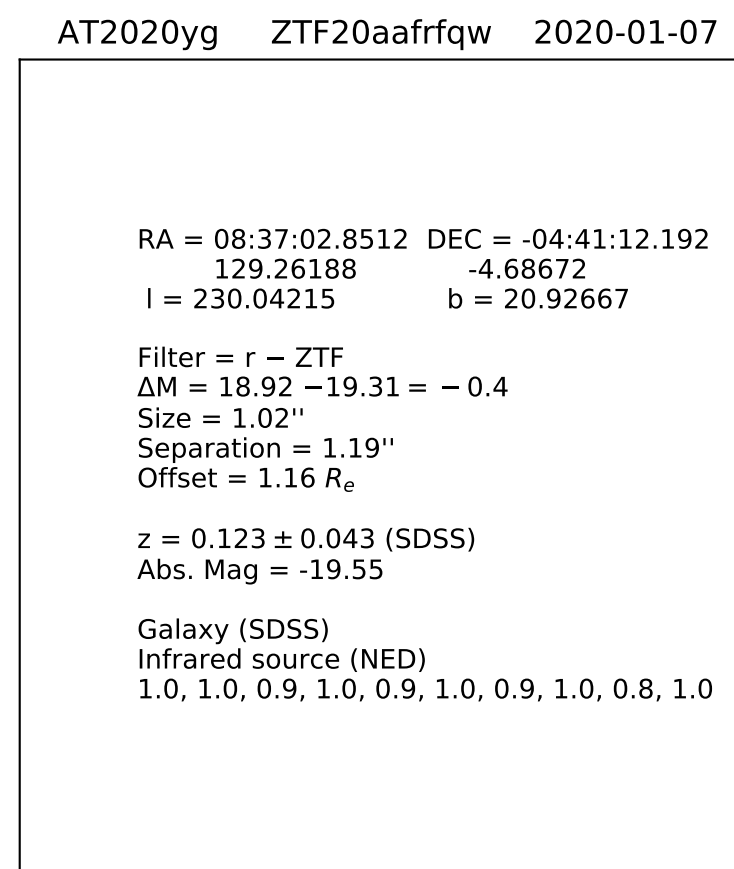 AT2020yg ZTF20aafrfqw 2020-01-07
RA = 08:37:02.8512 DEC = -04:41:12.192
129.26188 -4.68672
l = 230.04215 b = 20.92667
Filter = r − ZTF
ΔM = 18.92 −19.31 = − 0.4
Size = 1.02''
Separation = 1.19''
Offset = 1.16 Re
z = 0.123 ± 0.043 (SDSS)
Abs. Mag = -19.55
Galaxy (SDSS)
Infrared source (NED)
1.0, 1.0, 0.9, 1.0, 0.9, 1.0, 0.9, 1.0, 0.8, 1.0